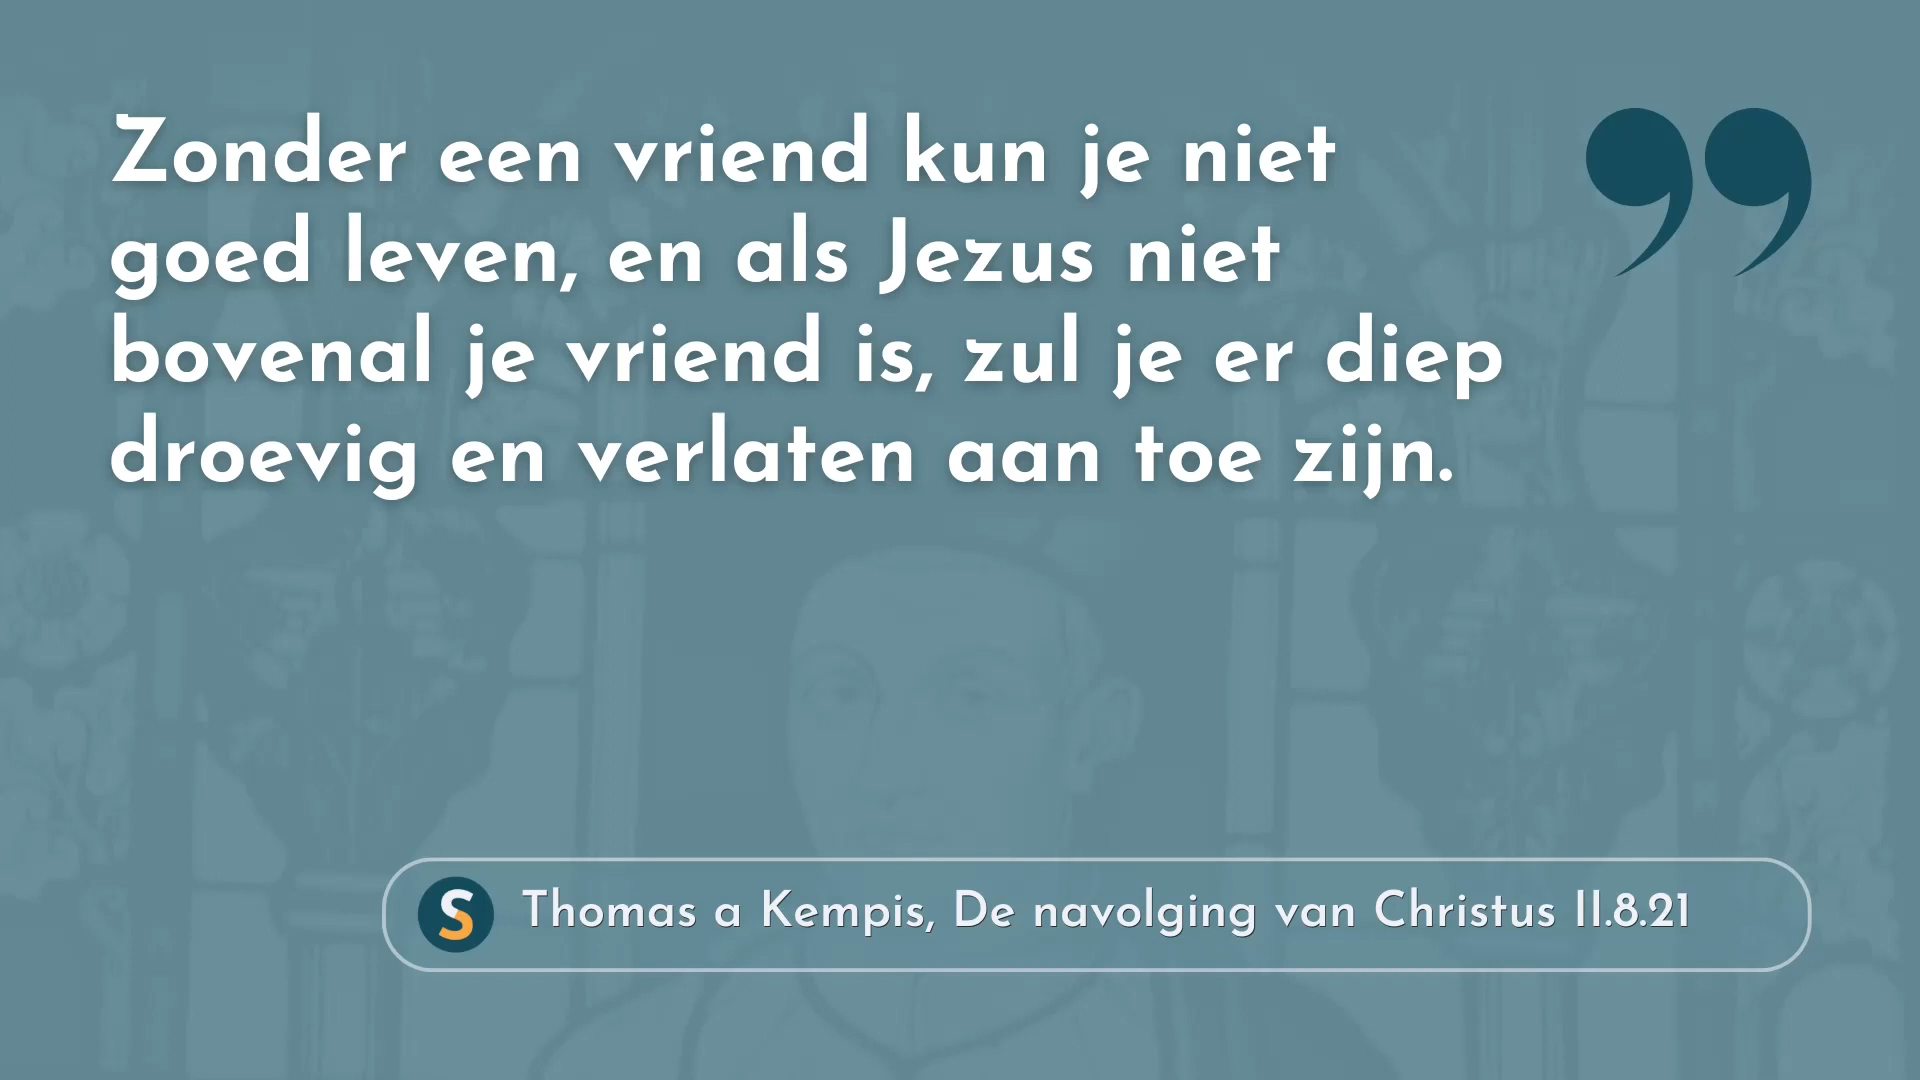 Zonder een vriend kun je niet
goed leven, en als Jezus niet
bovenal je vriend is, zul je er diep
droevig en verlaten aan toe zijn.
”
S Thomas a Kempis, De navolging van Christus II.8.21